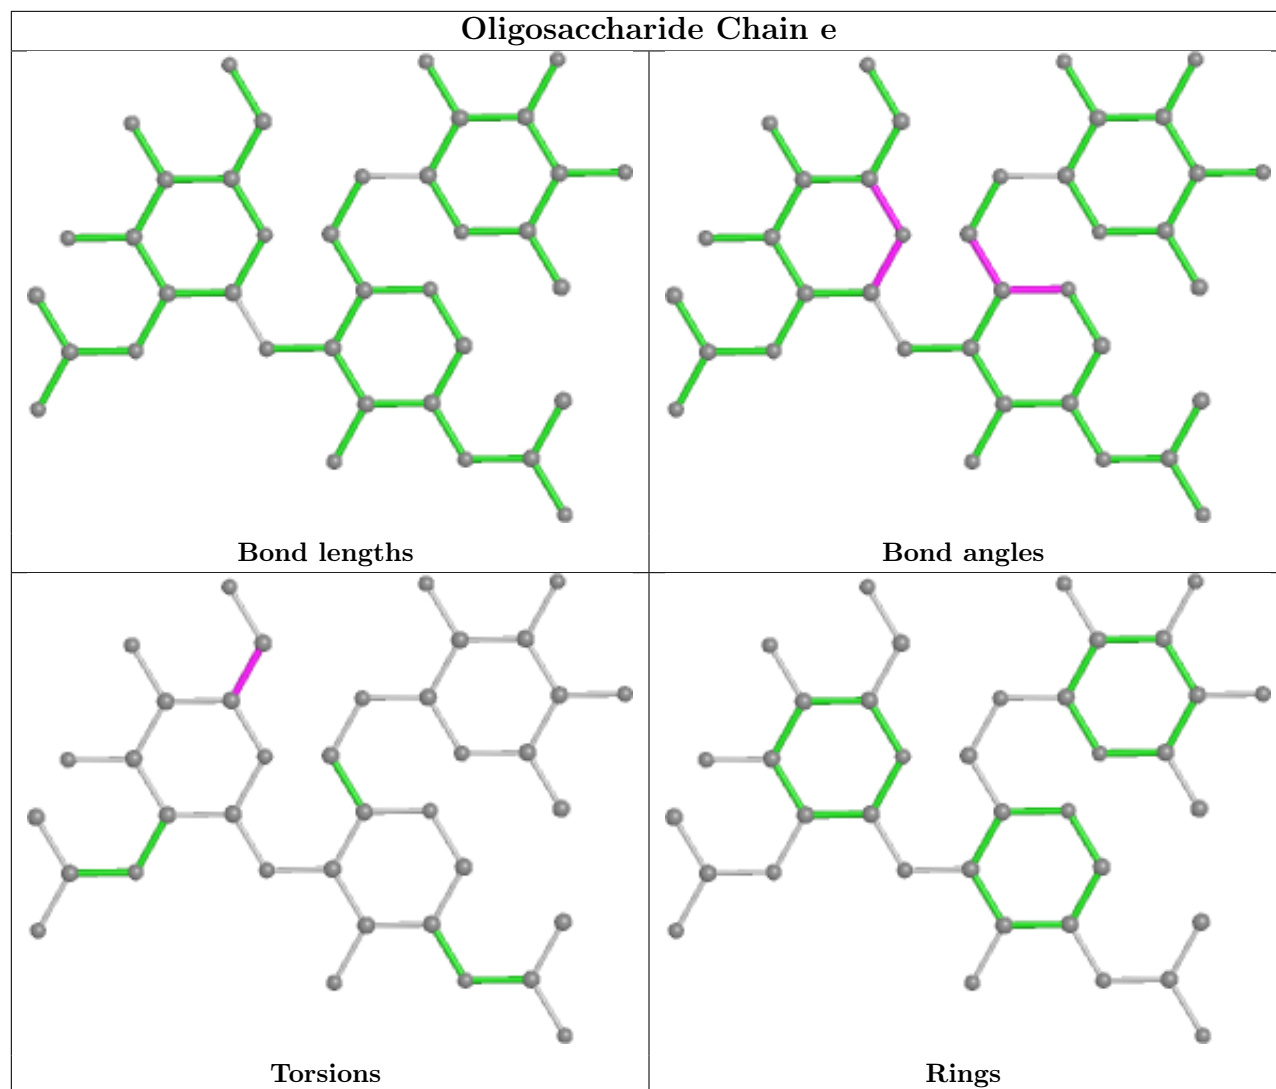 Oligosaccharide Chain e
Bond lengths
Bond angles
Torsions
Rings